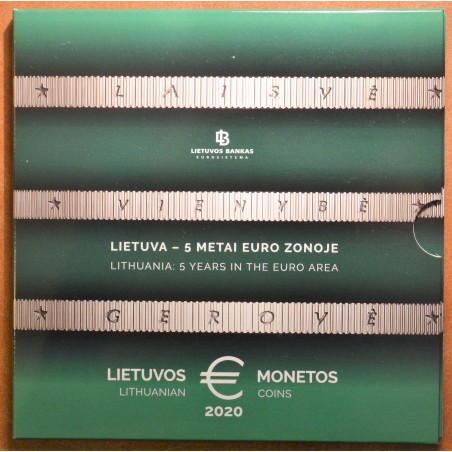 ★ LAISVĖ ★
LB
LIETUVOS BANKAS
EUROSISTEMA
★ VIENYBĖ
LIETUVA – 5 METAI EURO ZONOJE
LITHUANIA: 5 YEARS IN THE EURO AREA
★ GEROVĖ ★
LIETUVOS € MONETOS
LITHUANIAN COINS
2020